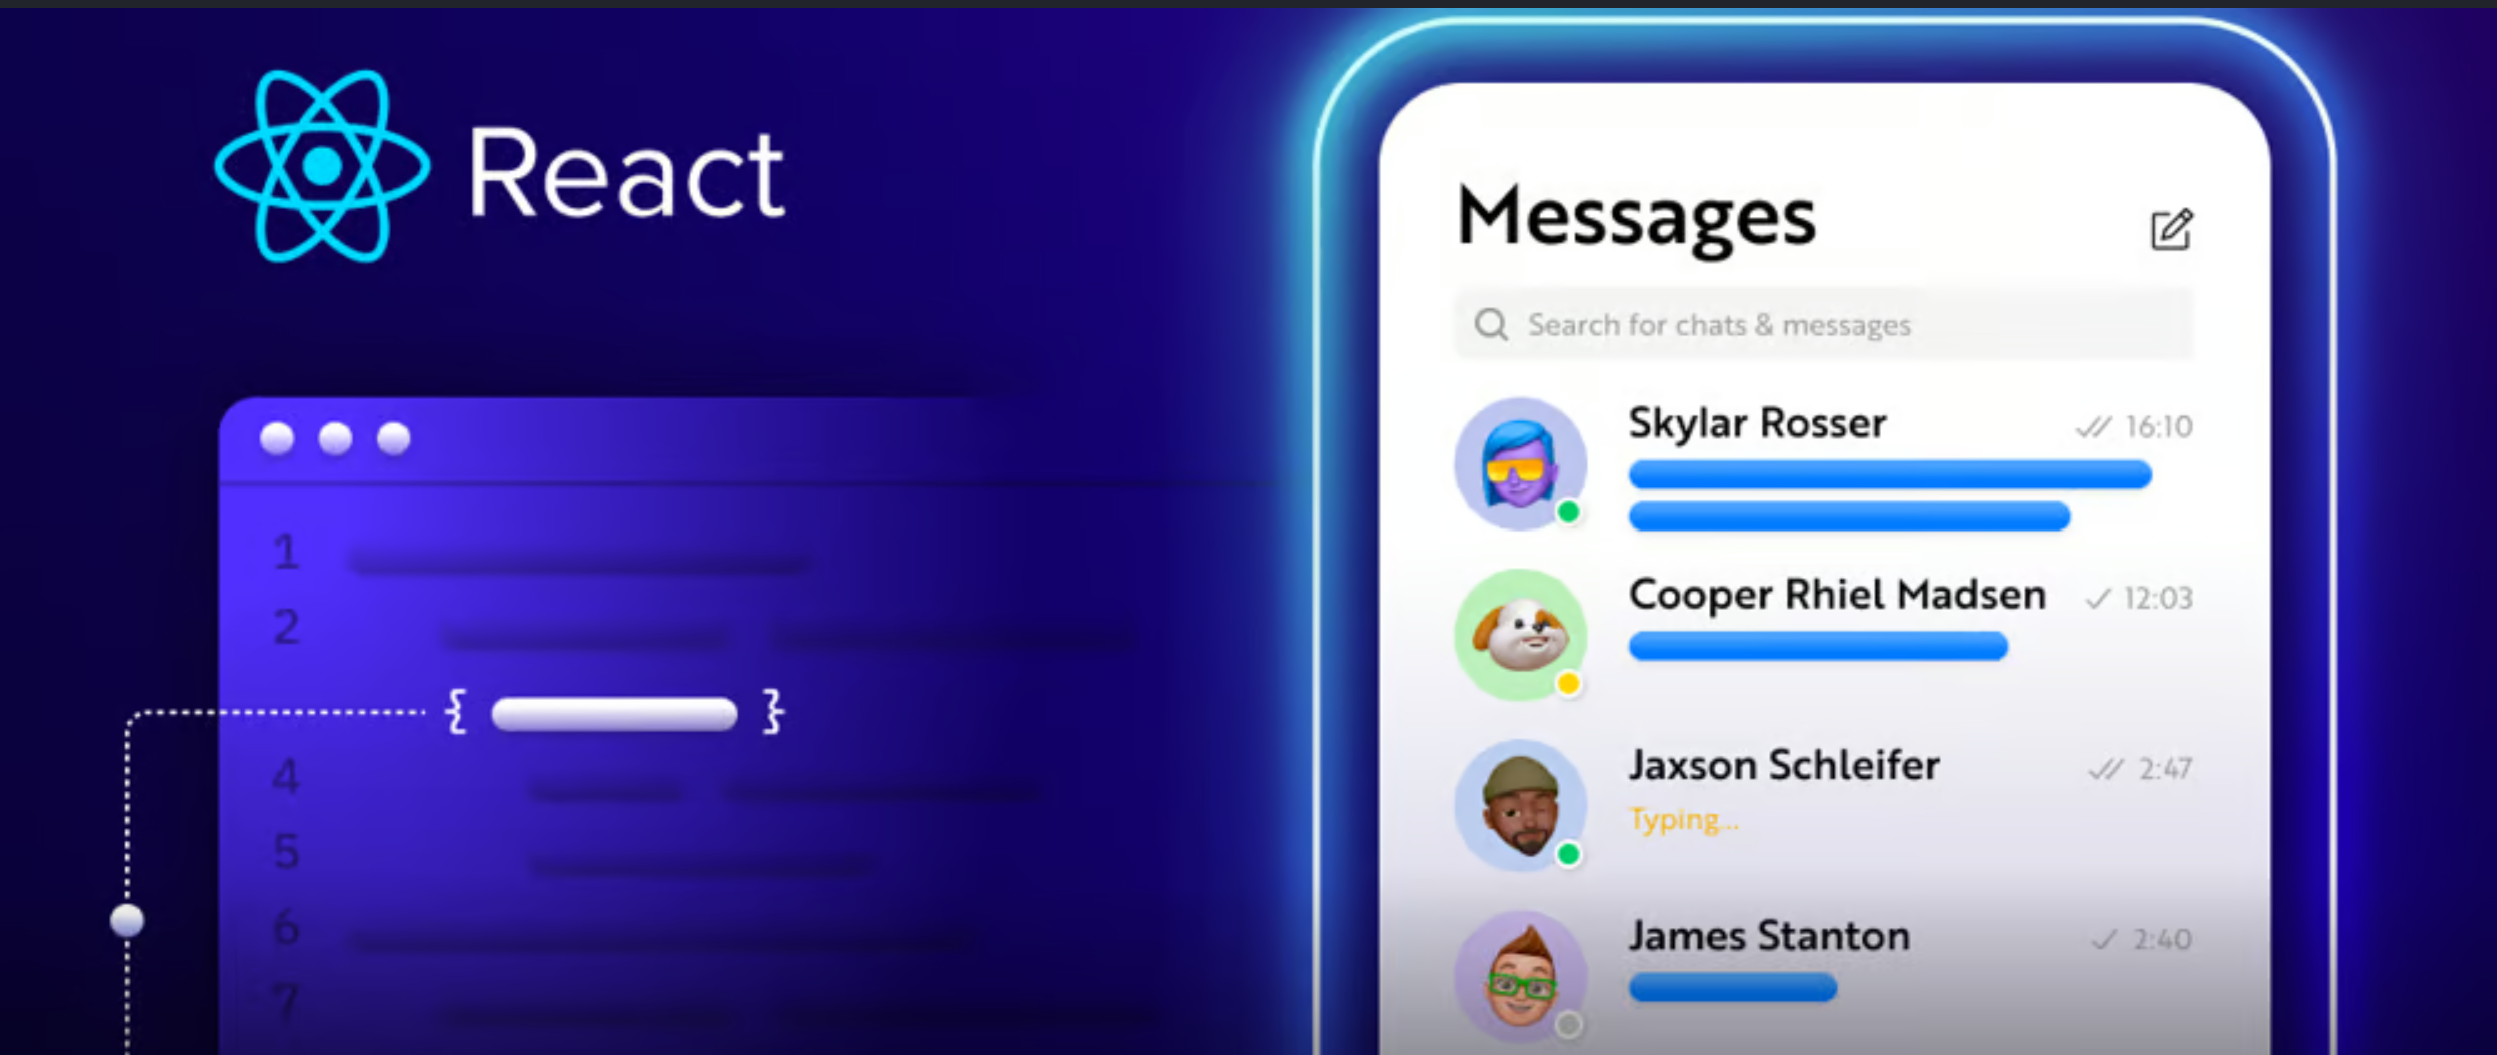 React
1
2
{ }
4
5
6
7
Messages
Search for chats & messages
Skylar Rosser 16:10
Cooper Rhiel Madsen 12:03
Jaxson Schleifer 2:47
Typing...
James Stanton 2:40